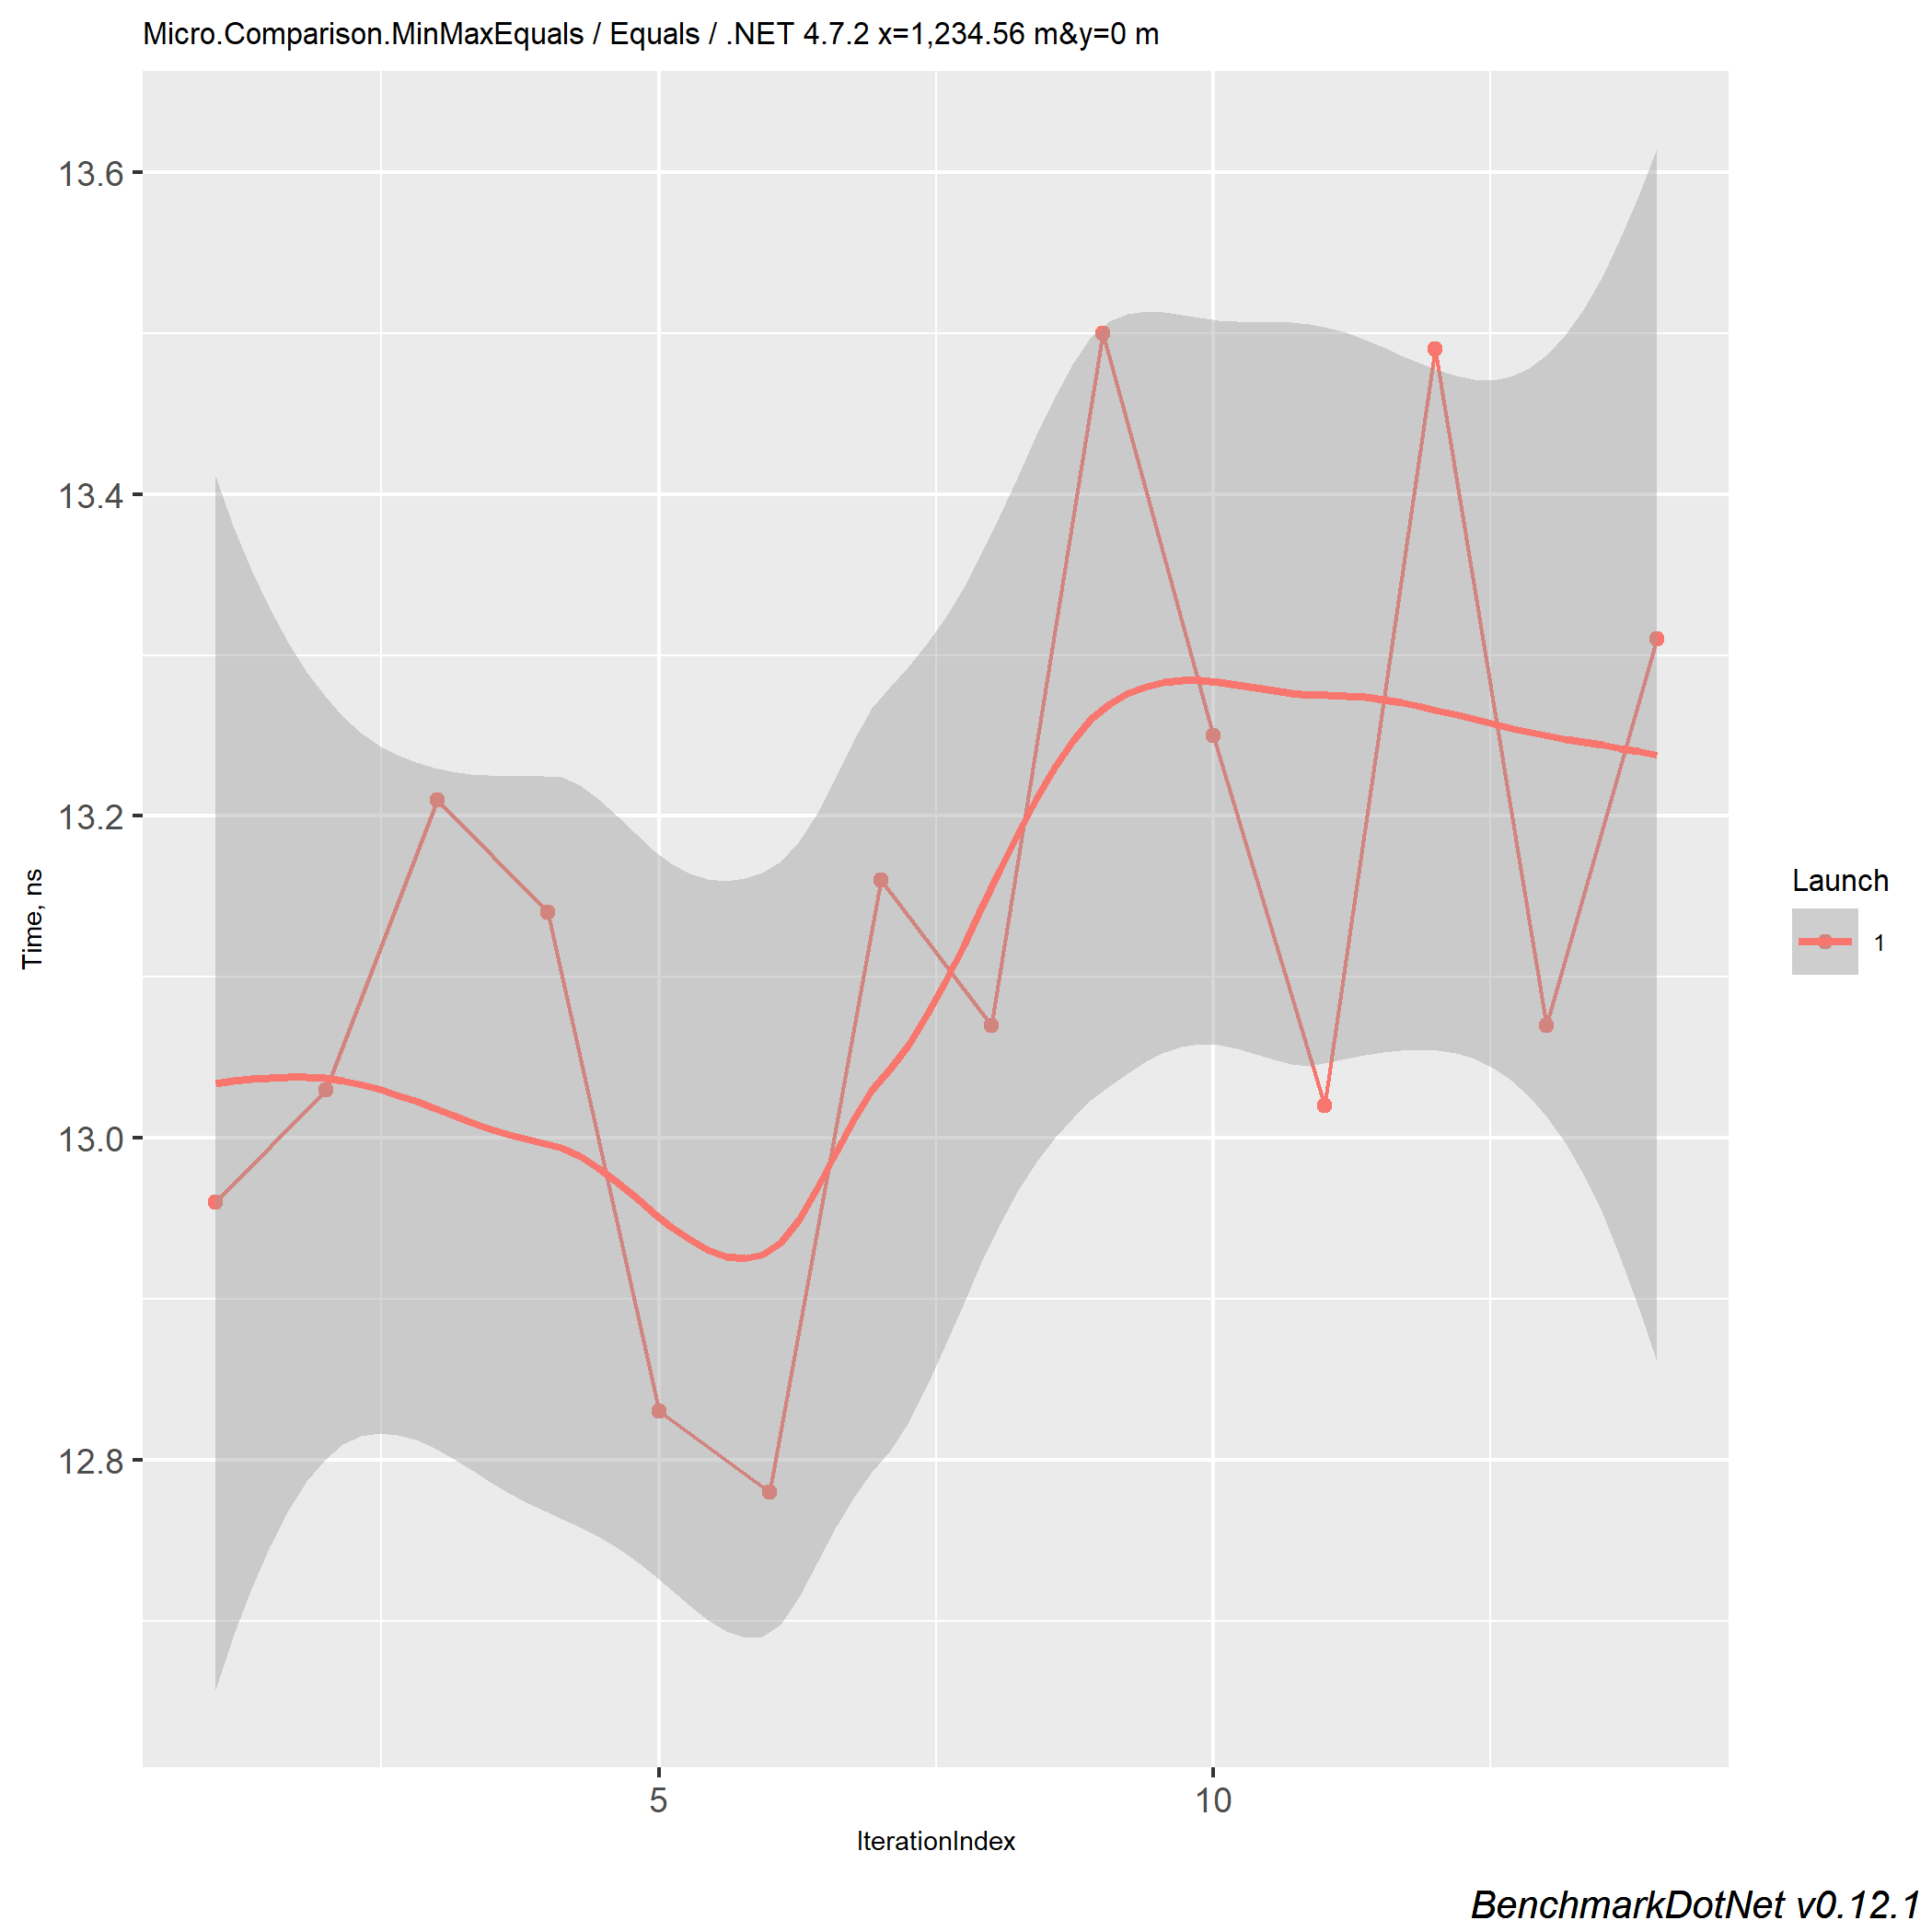 Micro.Comparison.MinMaxEquals / Equals / .NET 4.7.2 x=1,234.56 m&y=0 m
13.6
13.4
13.2
13.0
12.8
Time, ns
5
10
IterationIndex
Launch
1
BenchmarkDotNet v0.12.1